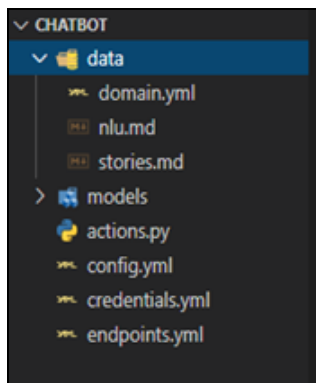 CHATBOT
data
domain.yml
nlu.md
stories.md
models
actions.py
config.yml
credentials.yml
endpoints.yml